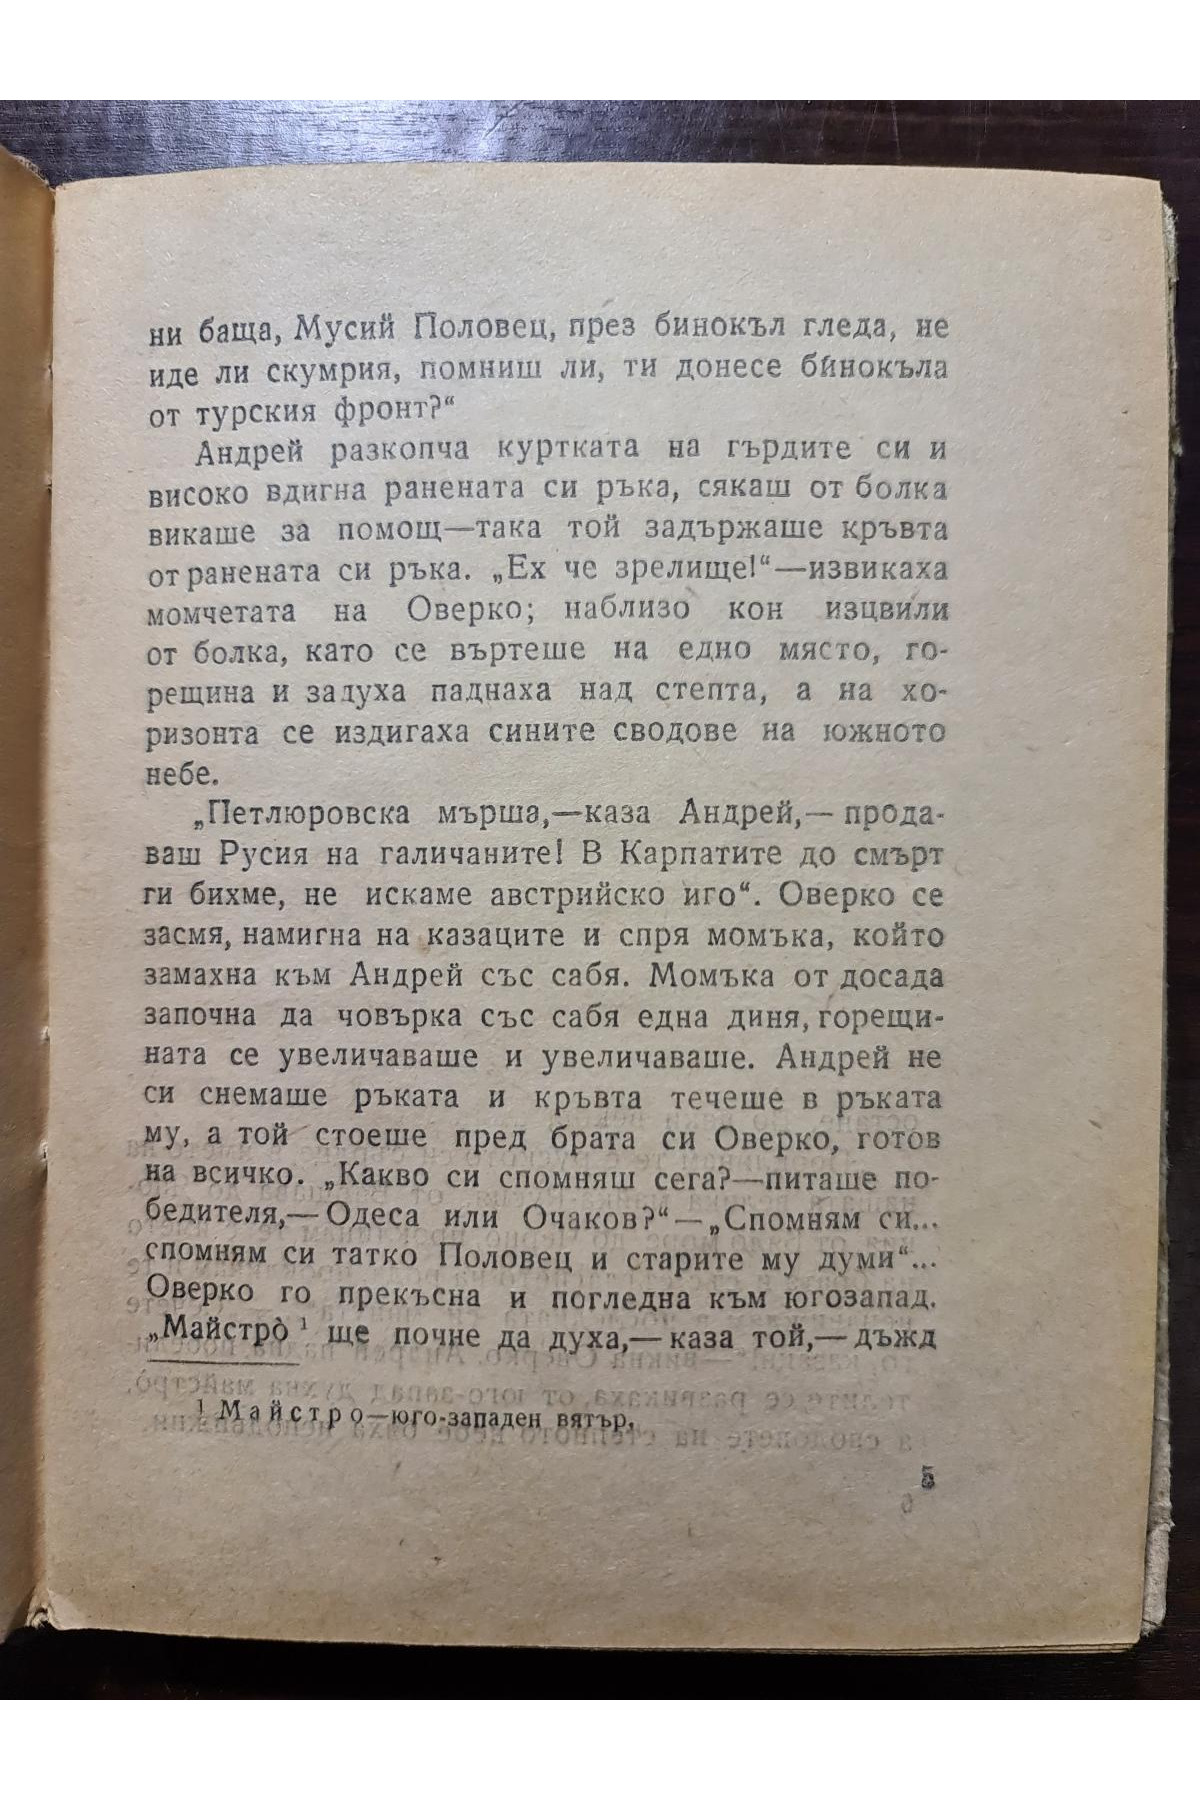 ни баща, Мусий Половец, през бинокъл гледа, не
иде ли скумрия, помниш ли, ти донесе бинокъла
от турския фронт?“
Андрей разкопча куртката на гърдите си и
високо вдигна ранената си ръка, сякаш от болка
викаше за помощ—така той задържаше кръвта
от ранената си ръка. „Ех че зрелище!“—извикаха
момчетата на Оверко; наблизо кон изцвили
от болка, като се въртеше на едно място, го-
рещина и задуха паднаха над степта, а на хо-
ризонта се издигаха сините сводове на южното
небе.
„Петлюровска мърша,—каза Андрей,— прода-
ваш Русия на галичаните! В Карпатите до смърт
ги бихме, не искаме австрийско иго“. Оверко се
засмя, намигна на казаците и спря момъка, който
замахна към Андрей със сабя. Момъка от досада
започна да човърка със сабя една диня, горещи-
ната се увеличаваше и увеличаваше. Андрей не
си снемаше ръката и кръвта течеше в ръката
му, а той стоеше пред брата си Оверко, готов
на всичко. „Какво си спомняш сега?—питаше по-
бедителя,— Одеса или Очаков?“ — „Спомням си...
спомням си татко Половец и старите му думи“...
Оверко го прекъсна и погледна към югозапад.
„Майстрò ¹ ще почне да духа,— каза той,— дъжд
¹ Майстро—юго-западен вятър.
5